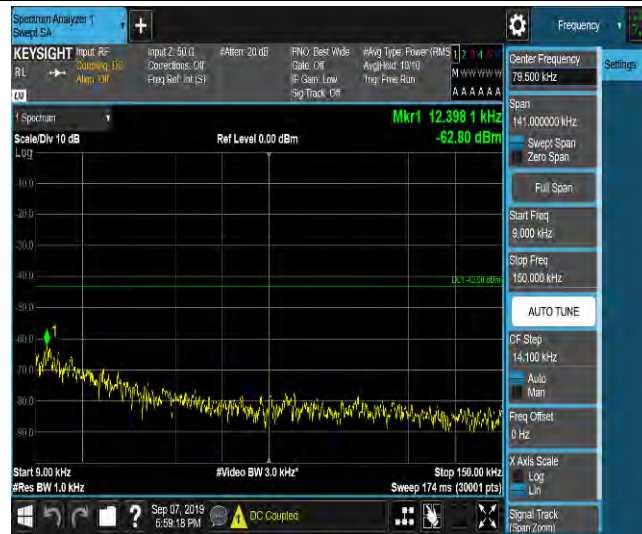 Spectrum Analyzer 1
Swept SA
+
Frequency
Settings
KEYSIGHT
RL
Input: RF
Coupling: DC
Align: Off
Input Z: 50 Ω
Corrections: Off
Freq Ref: Int (S)
#Atten: 20 dB
PNO: Best Wide
Gate: Off
IF Gain: Low
Sig Track: Off
#Avg Type: Power (RMS
Avg|Hold: 10/10
Trig: Free Run
1 2 3 4 5 6
M W W W W W
A A A A A A
1 Spectrum
Scale/Div 10 dB
Log
Ref Level 0.00 dBm
Mkr1 12.398 1 kHz
-62.80 dBm
-10.0
-20.0
-30.0
-40.0
-50.0
-60.0
-70.0
-80.0
-90.0
DL1 -43.00 dBm
1
Start 9.00 kHz
#Res BW 1.0 kHz
#Video BW 3.0 kHz*
Stop 150.00 kHz
Sweep 174 ms (30001 pts)
Center Frequency
79.500 kHz
Span
141.000000 kHz
Swept Span
Zero Span
Full Span
Start Freq
9.000 kHz
Stop Freq
150.000 kHz
AUTO TUNE
CF Step
14.100 kHz
Auto
Man
Freq Offset
0 Hz
X Axis Scale
Log
Lin
Signal Track
(Span Zoom)
?
Sep 07, 2019
5:59:18 PM
DC Coupled